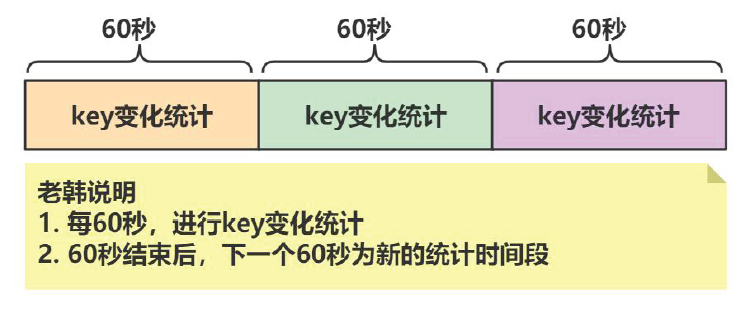 60秒 60秒 60秒
key变化统计 key变化统计 key变化统计
老韩说明
1. 每60秒，进行key变化统计
2. 60秒结束后，下一个60秒为新的统计时间段